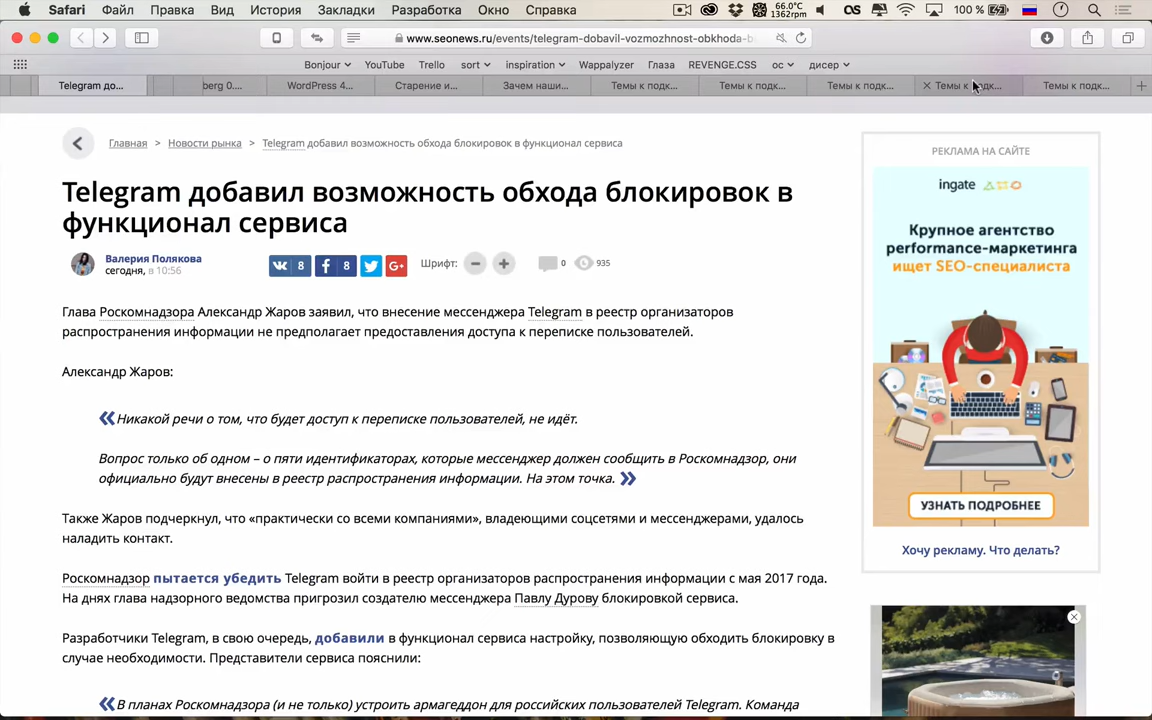 Safari Файл Правка Вид История Закладки Разработка Окно Справка 66.0°C 1362rpm 100 %
www.seonews.ru/events/telegram-dobavil-vozmozhnost-obkhoda-b
Bonjour YouTube Trello sort inspiration Wappalyzer Глаза REVENGE.CSS ос дисер
Telegram до... berg 0.... WordPress 4... Старение и... Зачем наши... Темы к подк... Темы к подк... Темы к подк... Темы к подк... Темы к подк...
Главная > Новости рынка > Telegram добавил возможность обхода блокировок в функционал сервиса
Telegram добавил возможность обхода блокировок в
функционал сервиса
Валерия Полякова
сегодня, в 10:56
8 8 G+ Шрифт: 0 935
Глава Роскомнадзора Александр Жаров заявил, что внесение мессенджера Telegram в реестр организаторов
распространения информации не предполагает предоставления доступа к переписке пользователей.
Александр Жаров:
«Никакой речи о том, что будет доступ к переписке пользователей, не идёт.
Вопрос только об одном – о пяти идентификаторах, которые мессенджер должен сообщить в Роскомнадзор, они
официально будут внесены в реестр распространения информации. На этом точка. »
Также Жаров подчеркнул, что «практически со всеми компаниями», владеющими соцсетями и мессенджерами, удалось
наладить контакт.
Роскомнадзор пытается убедить Telegram войти в реестр организаторов распространения информации с мая 2017 года.
На днях глава надзорного ведомства пригрозил создателю мессенджера Павлу Дурову блокировкой сервиса.
Разработчики Telegram, в свою очередь, добавили в функционал сервиса настройку, позволяющую обходить блокировку в
случае необходимости. Представители сервиса пояснили:
«В планах Роскомнадзора (и не только) устроить армагеддон для российских пользователей Telegram. Команда
РЕКЛАМА НА САЙТЕ
ingate
Крупное агентство
performance-маркетинга
ищет SEO-специалиста
УЗНАТЬ ПОДРОБНЕЕ
Хочу рекламу. Что делать?